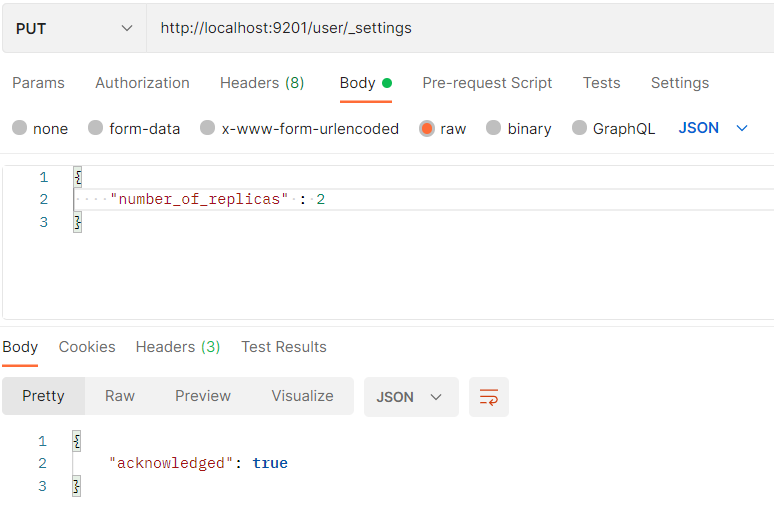 PUT http://localhost:9201/user/_settings
Params Authorization Headers (8) Body Pre-request Script Tests Settings
none form-data x-www-form-urlencoded raw binary GraphQL JSON
1 {
2 "number_of_replicas" : 2
3 }
Body Cookies Headers (3) Test Results
Pretty Raw Preview Visualize JSON
1 {
2 "acknowledged": true
3 }